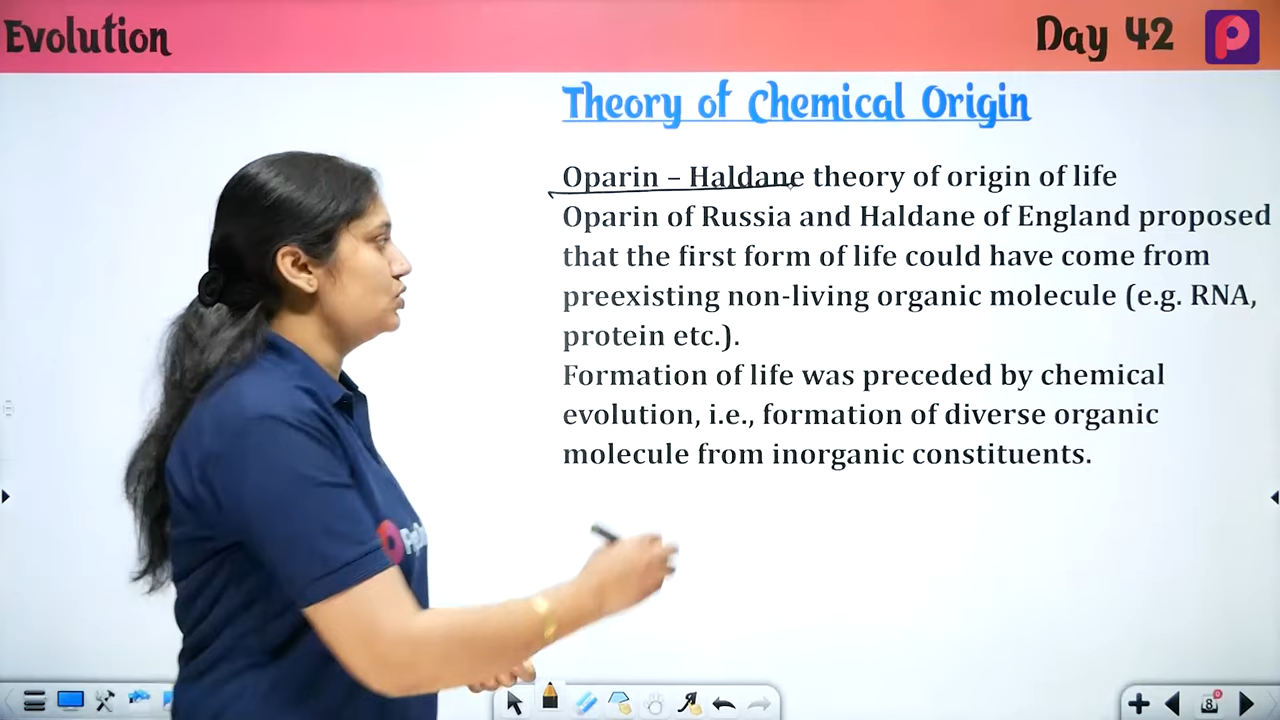 Evolution
Day 42
Theory of Chemical Origin
Oparin – Haldane theory of origin of life
Oparin of Russia and Haldane of England proposed
that the first form of life could have come from
preexisting non-living organic molecule (e.g. RNA,
protein etc.).
Formation of life was preceded by chemical
evolution, i.e., formation of diverse organic
molecule from inorganic constituents.
8